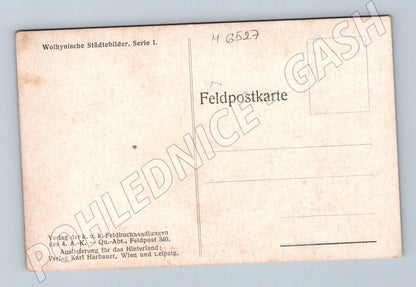 Wolhynische Städtebilder, Serie I.
M 6527
Feldpostkarte
POHLEDNICE - GASH
Verlag der k. u. k. Feldbuchhandlungen
des 4. A.-K. — Qu.-Abt., Feldpost 340.
Auslieferung für das Hinterland:
Verlag Karl Harbauer, Wien und Leipzig.